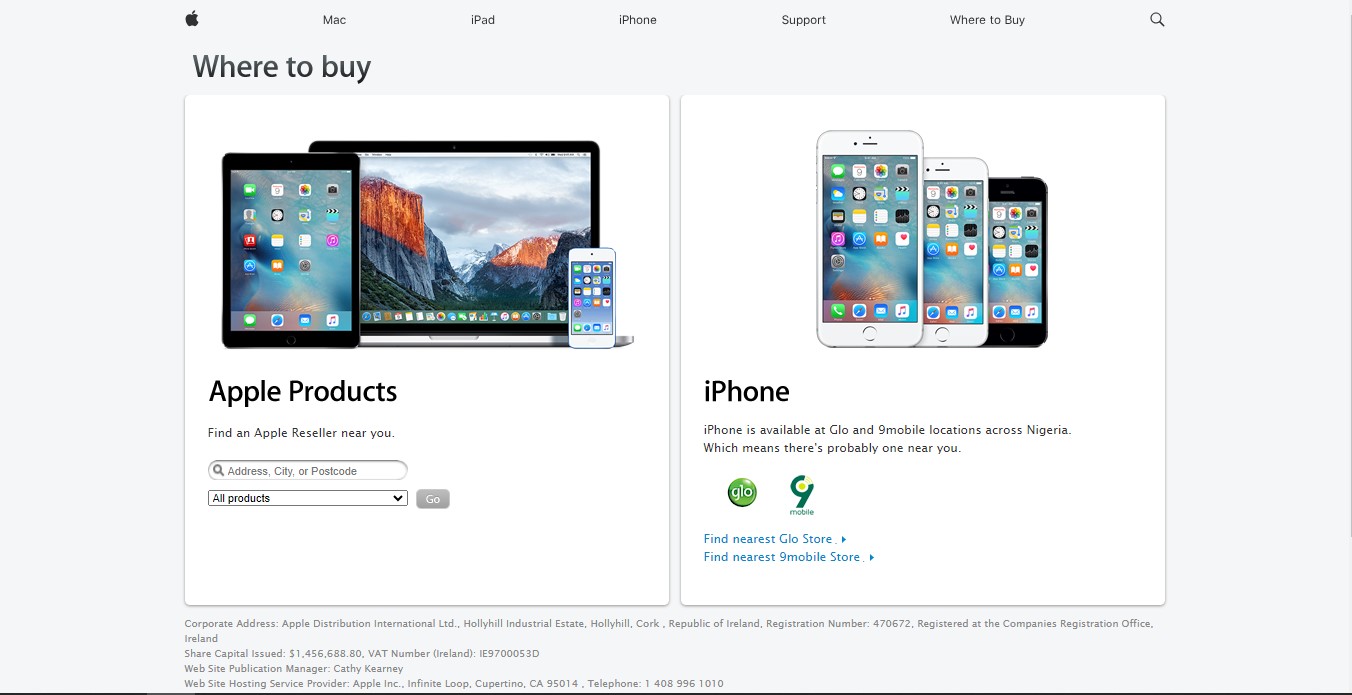 Mac
iPad
iPhone
Support
Where to Buy
Where to buy
Apple Products
Find an Apple Reseller near you.
Address, City, or Postcode
All products
Go
iPhone
iPhone is available at Glo and 9mobile locations across Nigeria.
Which means there's probably one near you.
glo
9
mobile
Find nearest Glo Store .
Find nearest 9mobile Store .
Corporate Address: Apple Distribution International Ltd., Hollyhill Industrial Estate, Hollyhill, Cork , Republic of Ireland, Registration Number: 470672, Registered at the Companies Registration Office,
Ireland
Share Capital Issued: $1,456,688.80, VAT Number (Ireland): IE9700053D
Web Site Publication Manager: Cathy Kearney
Web Site Hosting Service Provider: Apple Inc., Infinite Loop, Cupertino, CA 95014 , Telephone: 1 408 996 1010